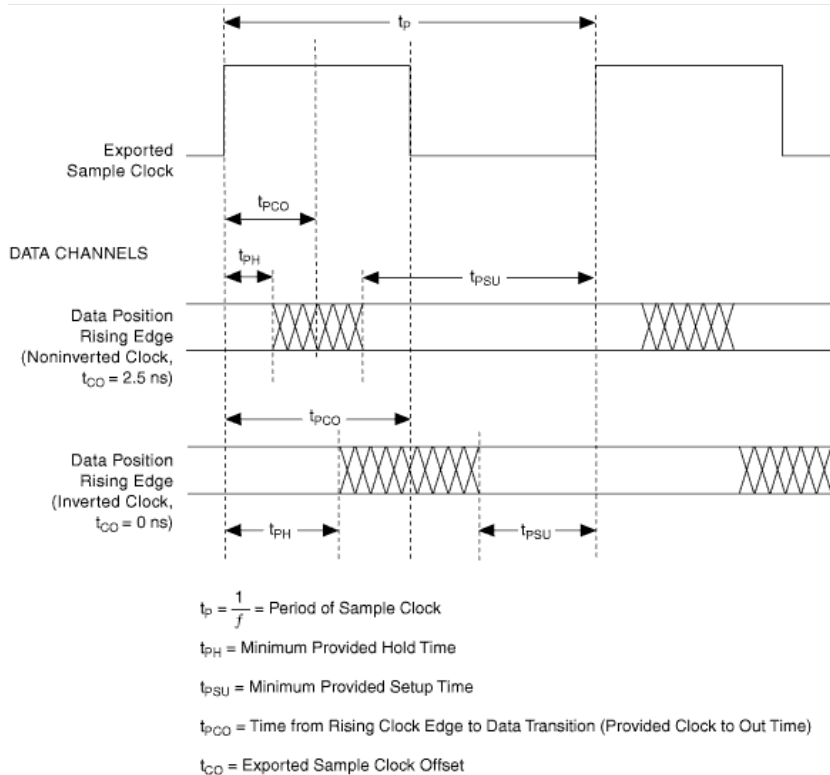 tP
Exported
Sample Clock
tPCO
DATA CHANNELS
tPH
tPSU
Data Position
Rising Edge
(Noninverted Clock,
tCO = 2.5 ns)
tPCO
Data Position
Rising Edge
(Inverted Clock,
tCO = 0 ns)
tPH
tPSU
tP = 1/f = Period of Sample Clock
tPH = Minimum Provided Hold Time
tPSU = Minimum Provided Setup Time
tPCO = Time from Rising Clock Edge to Data Transition (Provided Clock to Out Time)
tCO = Exported Sample Clock Offset